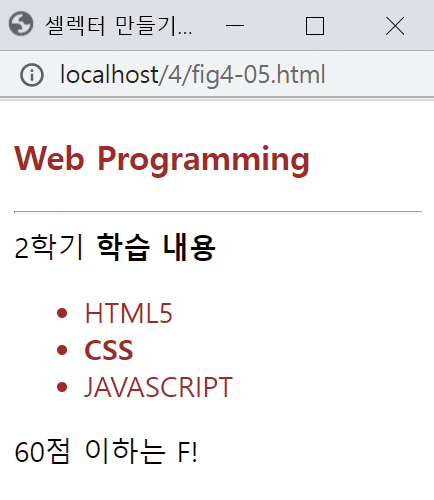 셀렉터 만들기...
localhost/4/fig4-05.html
Web Programming
2학기 학습 내용
HTML5
CSS
JAVASCRIPT
60점 이하는 F!